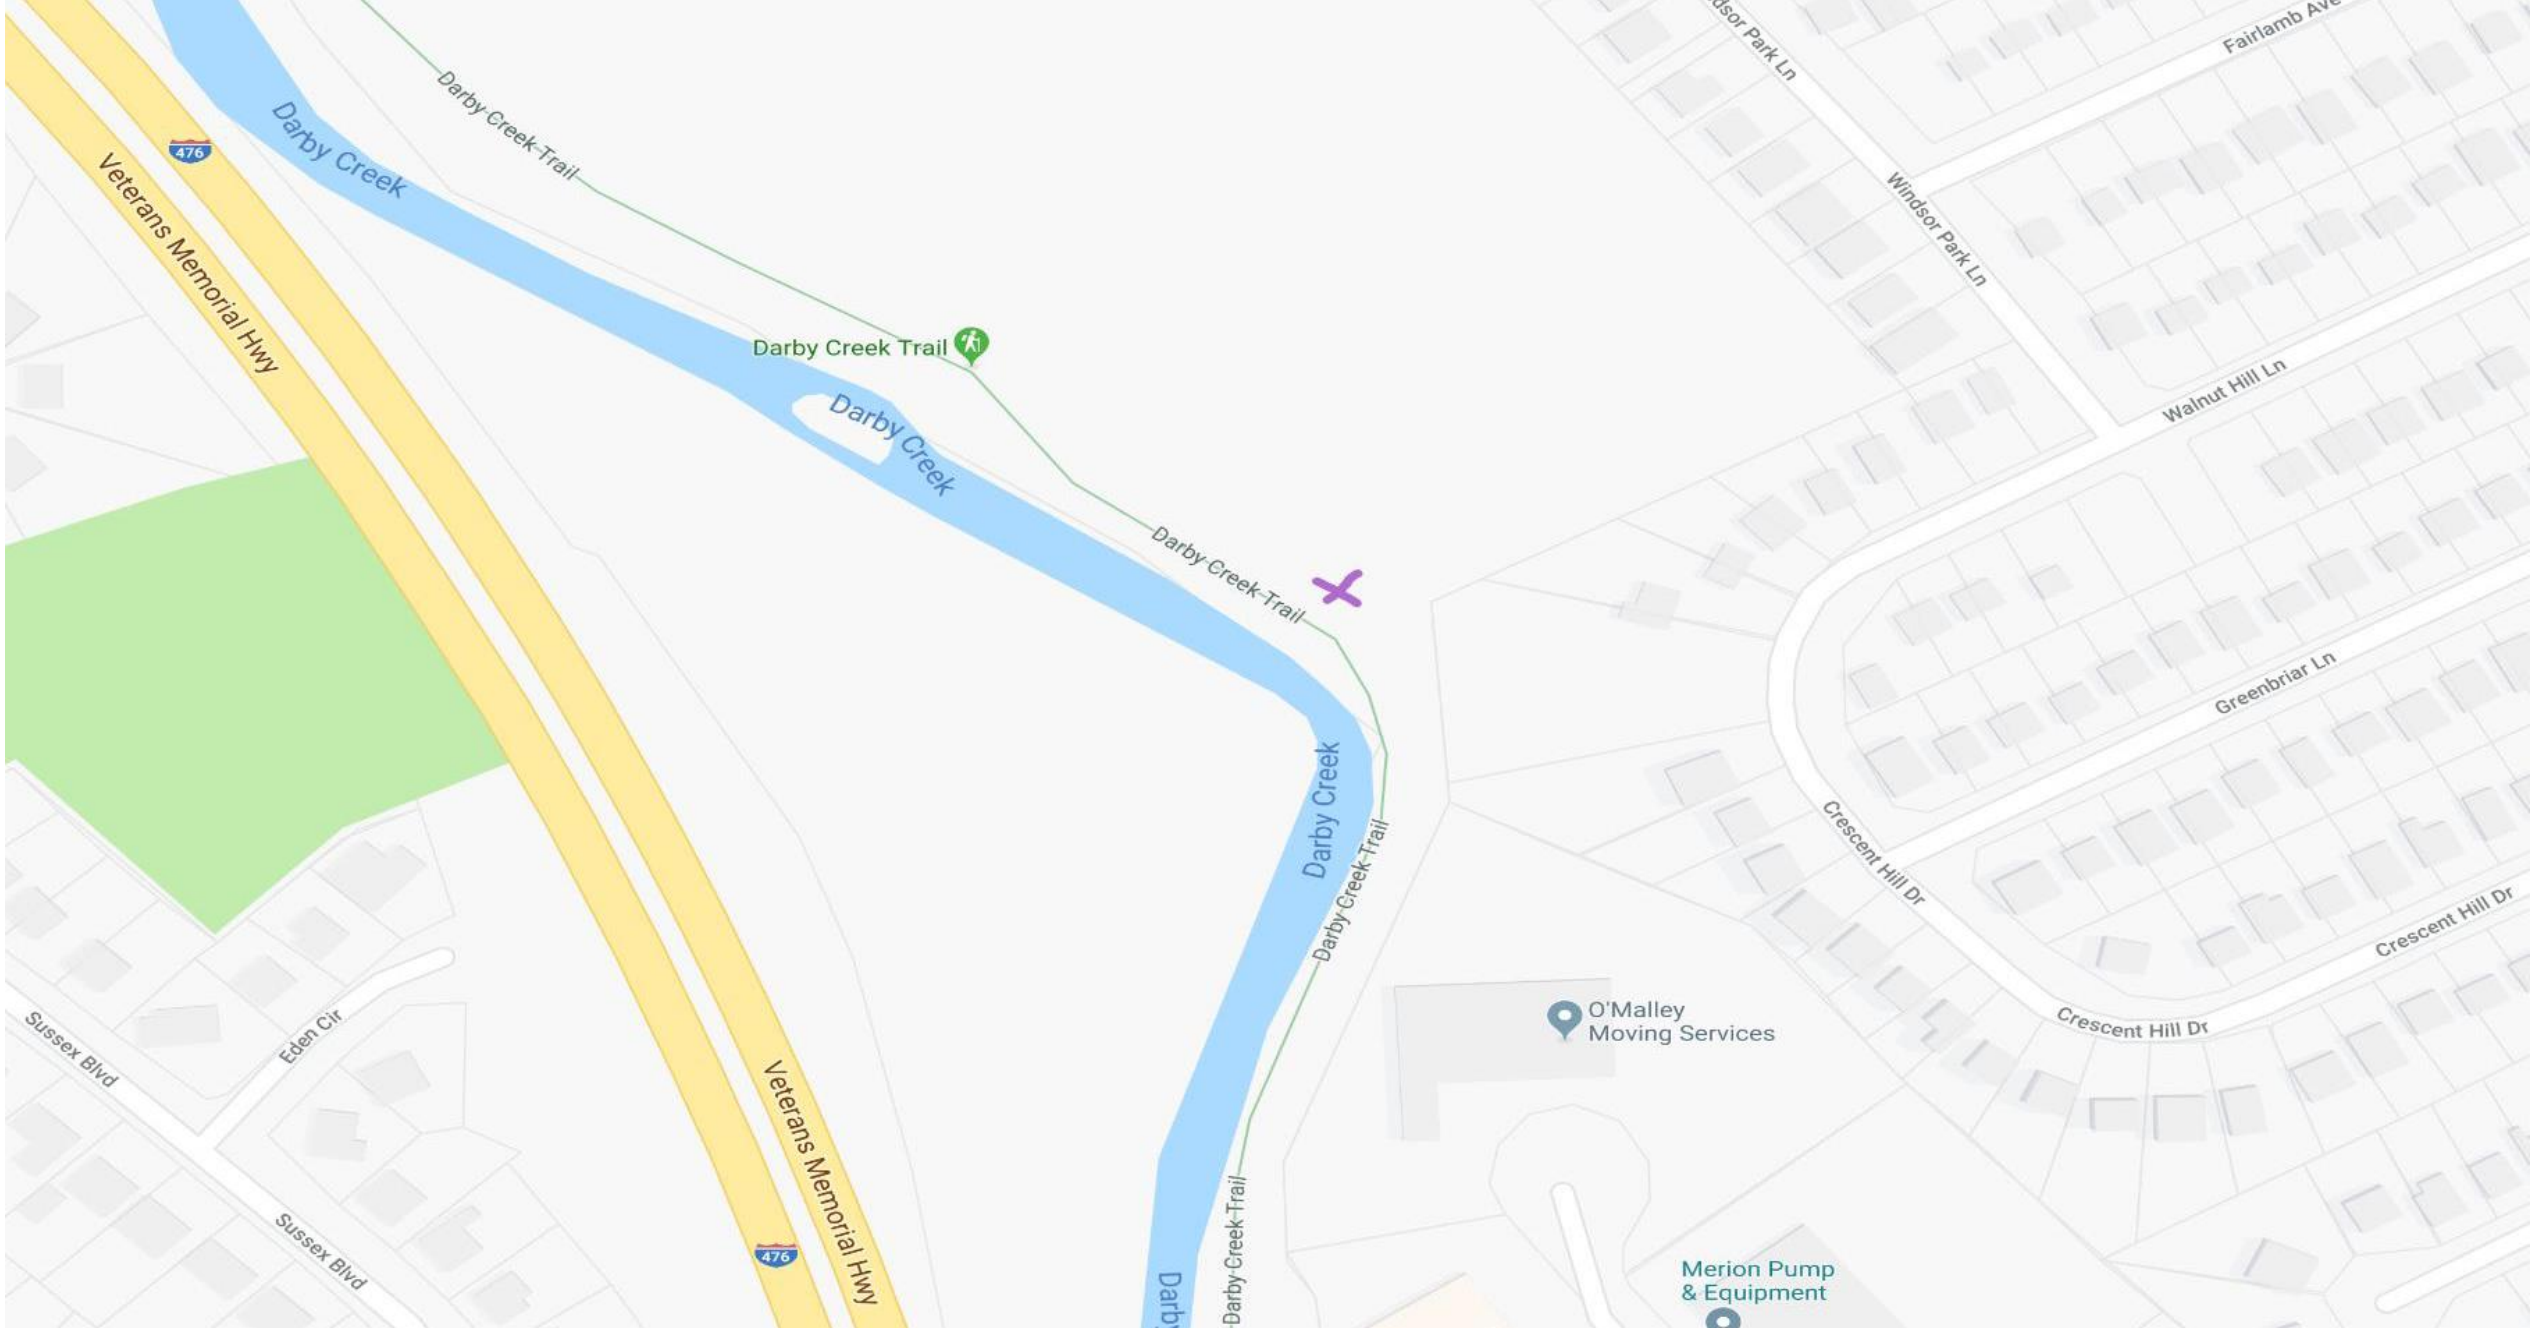 dsor Park Ln
Fairlamb Ave
Darby Creek Trail
Darby Creek
476
Veterans Memorial Hwy
Windsor Park Ln
Darby Creek Trail
Walnut Hill Ln
Darby Creek
Darby Creek Trail
Greenbriar Ln
Darby Creek
Darby Creek Trail
Crescent Hill Dr
Crescent Hill Dr
O'Malley
Moving Services
Crescent Hill Dr
Eden Cir
Sussex Blvd
Veterans Memorial Hwy
476
Sussex Blvd
Darby Creek Trail
Darby
Merion Pump
& Equipment